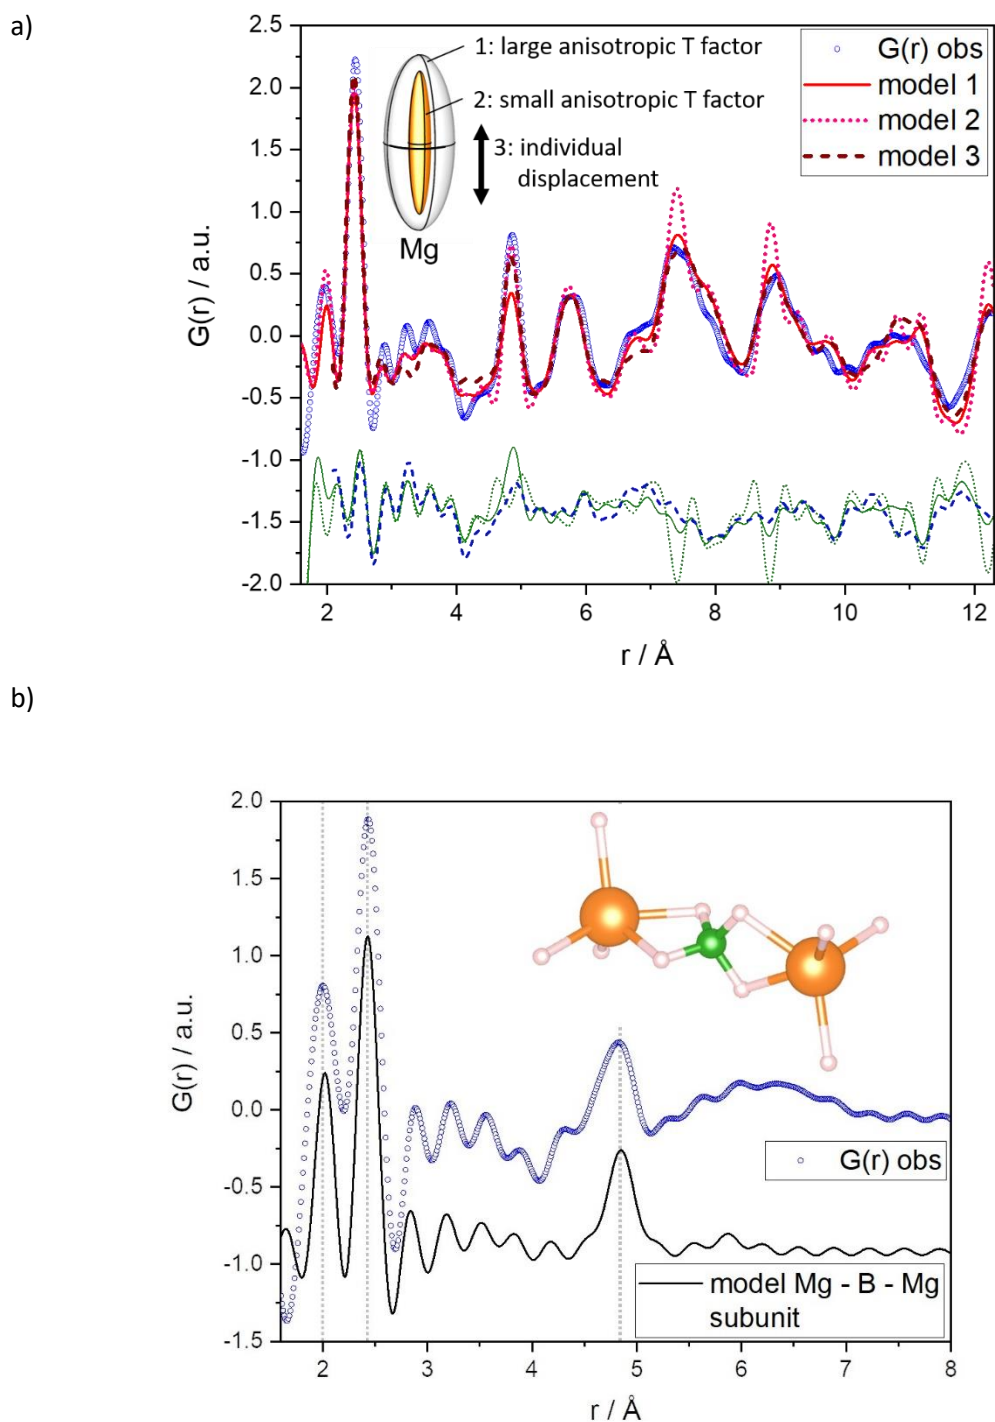 a)
1: large anisotropic T factor
2: small anisotropic T factor
3: individual
displacement
Mg
G(r) obs
model 1
model 2
model 3
2.5
2.0
1.5
1.0
0.5
0.0
-0.5
-1.0
-1.5
-2.0
G(r) / a.u.
2 4 6 8 10 12
r / Å
b)
2.0
1.5
1.0
0.5
0.0
-0.5
-1.0
-1.5
G(r) / a.u.
G(r) obs
model Mg - B - Mg
subunit
2 3 4 5 6 7 8
r / Å